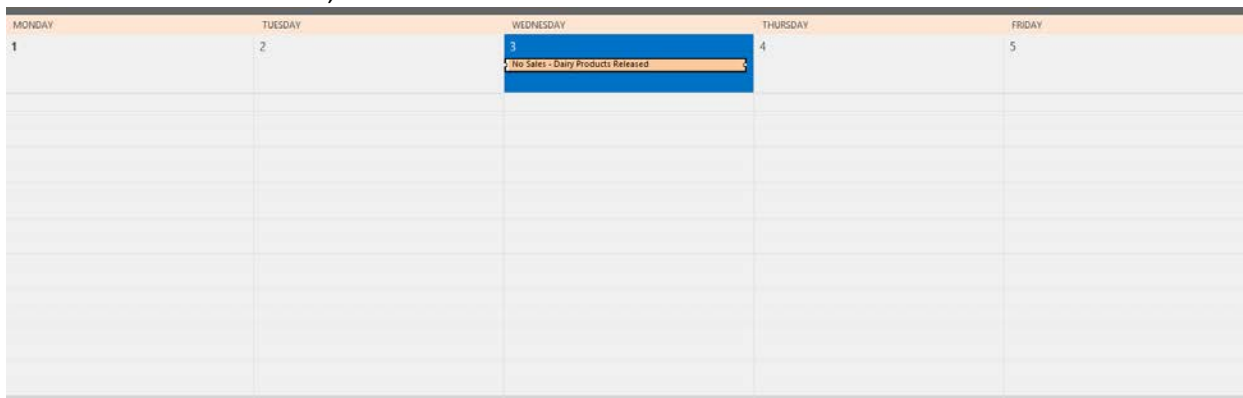 MONDAY TUESDAY WEDNESDAY THURSDAY FRIDAY
1 2 3 4 5
No Sales - Dairy Products Released